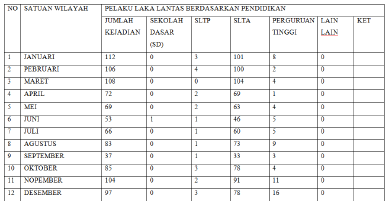 NO SATUAN WILAYAH PELAKU LAKA LANTAS BERDASARKAN PENDIDIKAN
JUMLAH KEJADIAN SEKOLAH DASAR (SD) SLTP SLTA PERGURUAN TINGGI LAIN LAIN KET
1 JANUARI 112 0 3 101 8 0
2 PEBRUARI 106 0 4 100 2 0
3 MARET 108 0 0 104 4 0
4 APRIL 72 0 2 69 1 0
5 MEI 69 0 2 63 4 0
6 JUNI 53 1 1 46 5 0
7 JULI 66 0 1 60 5 0
8 AGUSTUS 83 0 1 73 9 0
9 SEPTEMBER 37 0 1 33 3 0
10 OKTOBER 85 0 3 78 4 0
11 NOPEMBER 104 0 2 91 11 0
12 DESEMBER 97 0 3 78 16 0